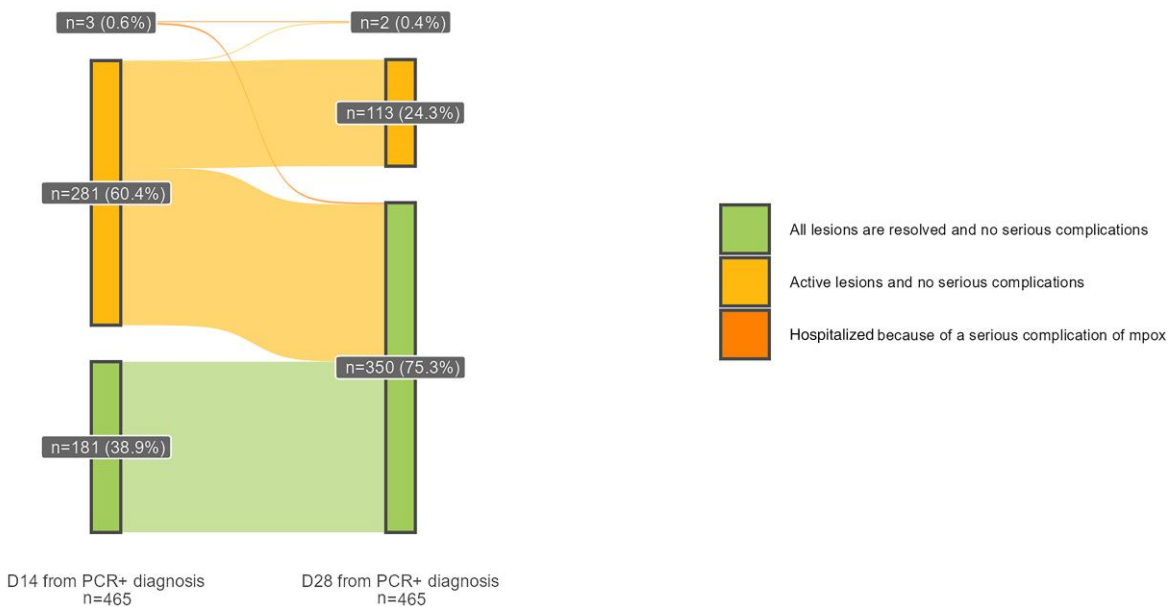 n=3 (0.6%)
n=2 (0.4%)
n=113 (24.3%)
n=281 (60.4%)
n=350 (75.3%)
n=181 (38.9%)
D14 from PCR+ diagnosis
n=465
D28 from PCR+ diagnosis
n=465
All lesions are resolved and no serious complications
Active lesions and no serious complications
Hospitalized because of a serious complication of mpox